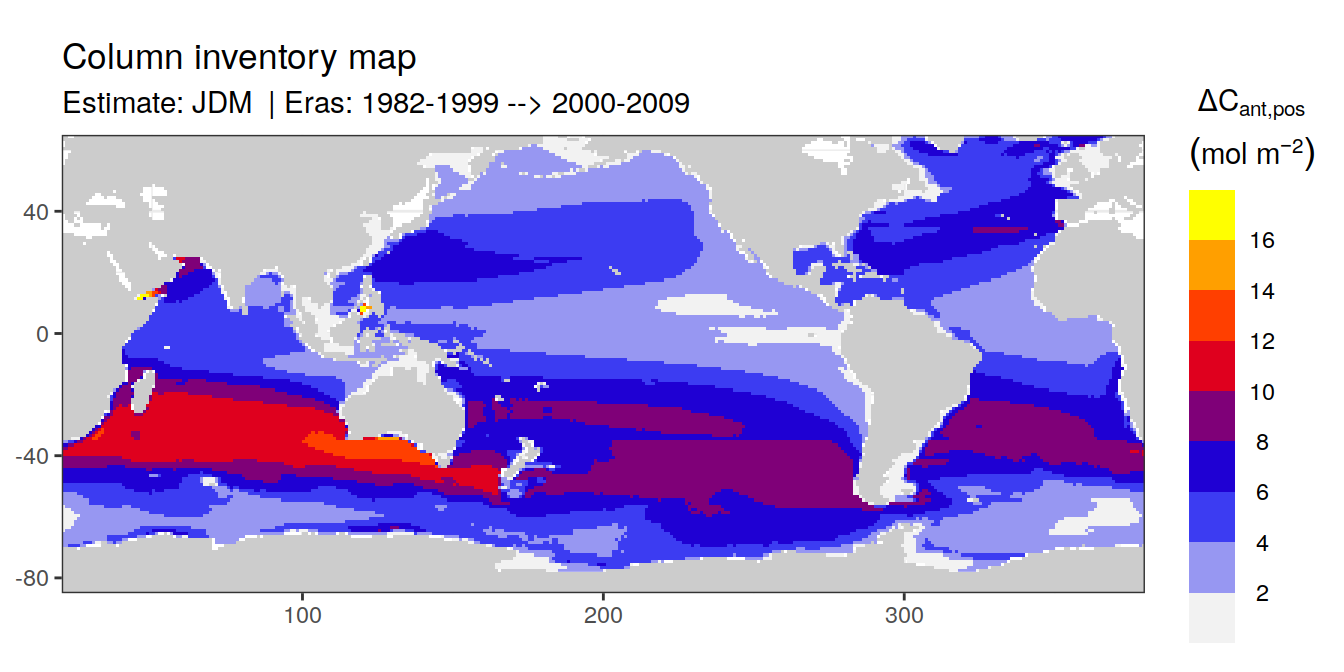 Column inventory map
Estimate: JDM | Eras: 1982-1999 --> 2000-2009
ΔCant,pos
(mol m−2)
16
14
12
10
8
6
4
2
40
0
-40
-80
100 200 300